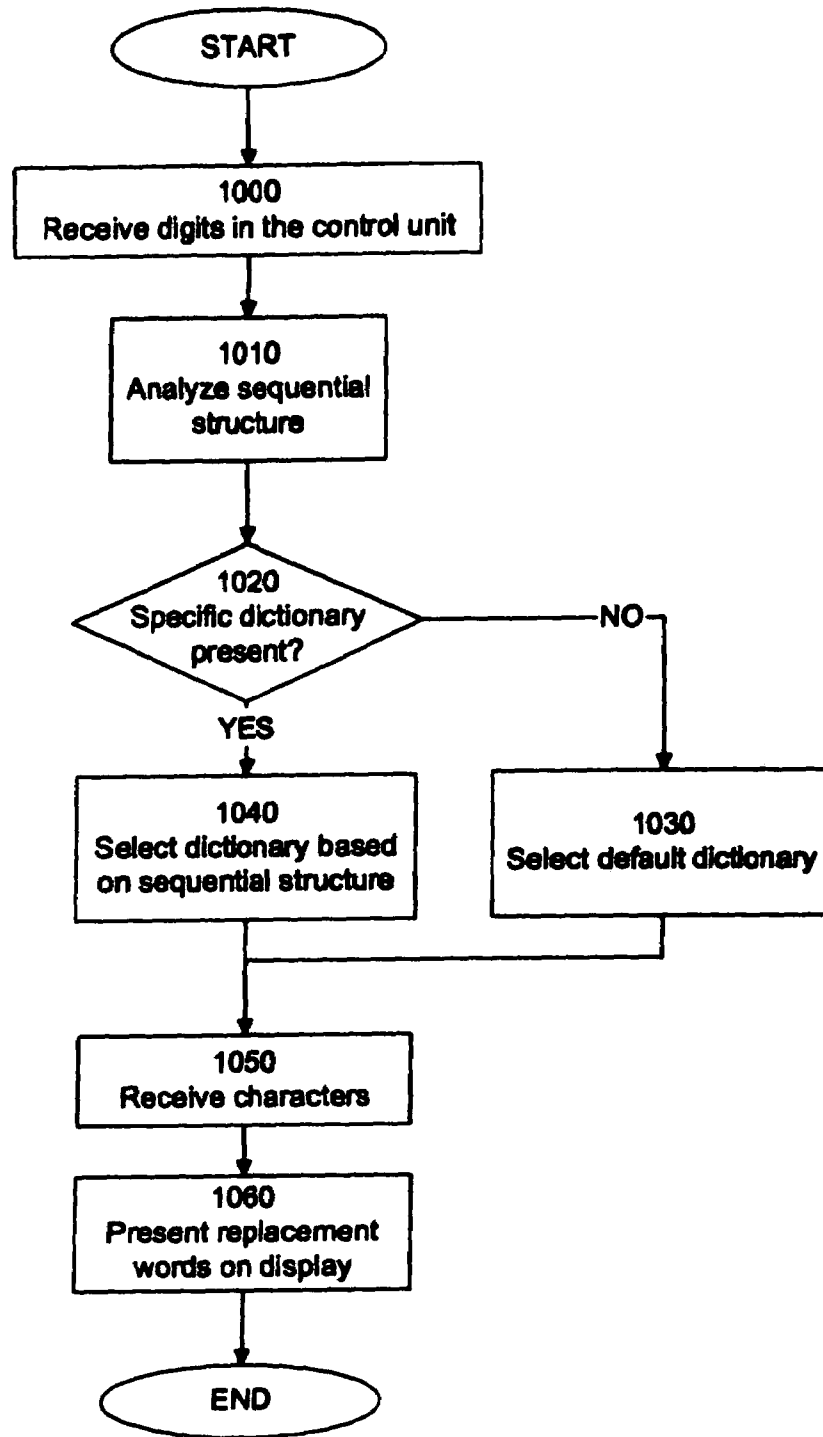 START
1000
Receive digits in the control unit
1010
Analyze sequential
structure
1020
Specific dictionary
present?
NO
YES
1040
Select dictionary based
on sequential structure
1030
Select default dictionary
1050
Receive characters
1060
Present replacement
words on display
END